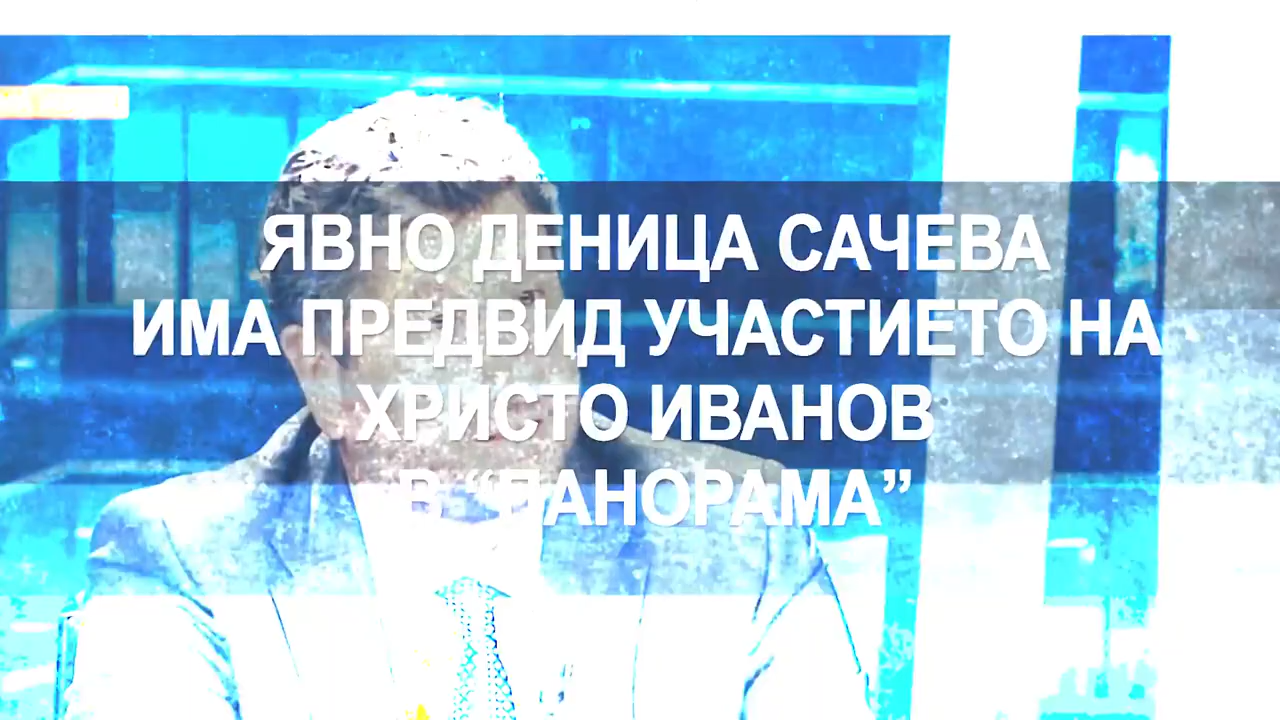 ЯВНО ДЕНИЦА САЧЕВА
ИМА ПРЕДВИД УЧАСТИЕТО НА
ХРИСТО ИВАНОВ
В “ПАНОРАМА”